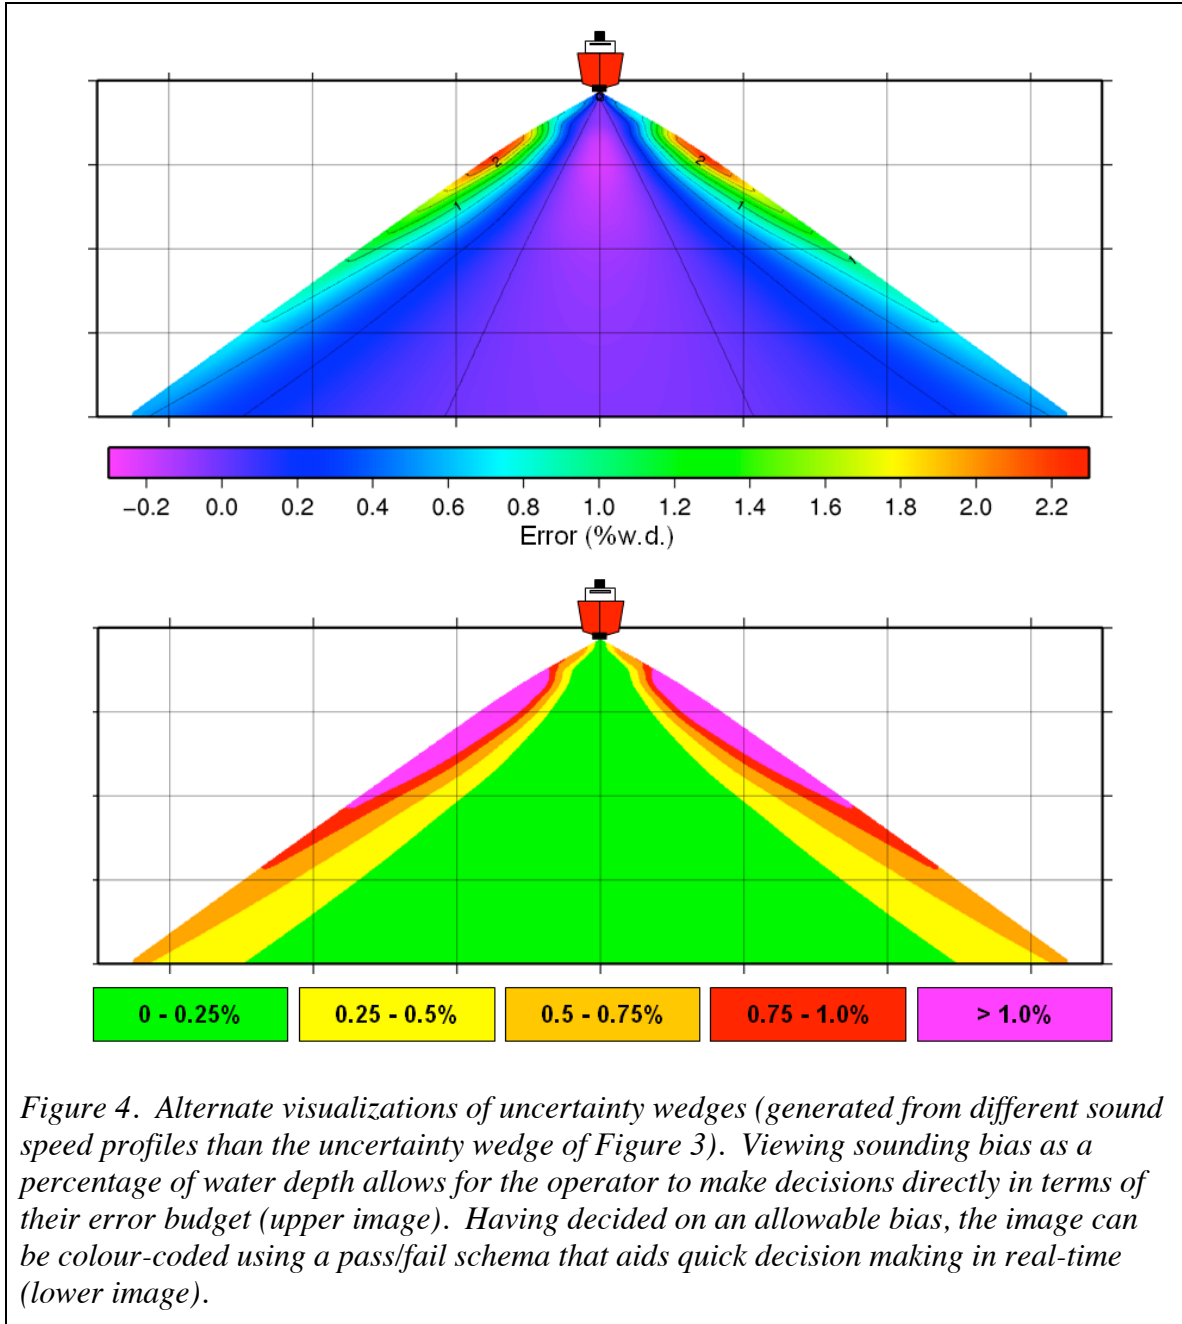 2
2
1
1
1
−0.2 0.0 0.2 0.4 0.6 0.8 1.0 1.2 1.4 1.6 1.8 2.0 2.2
Error (%w.d.)
0 - 0.25% 0.25 - 0.5% 0.5 - 0.75% 0.75 - 1.0% > 1.0%
Figure 4. Alternate visualizations of uncertainty wedges (generated from different sound
speed profiles than the uncertainty wedge of Figure 3). Viewing sounding bias as a
percentage of water depth allows for the operator to make decisions directly in terms of
their error budget (upper image). Having decided on an allowable bias, the image can
be colour-coded using a pass/fail schema that aids quick decision making in real-time
(lower image).